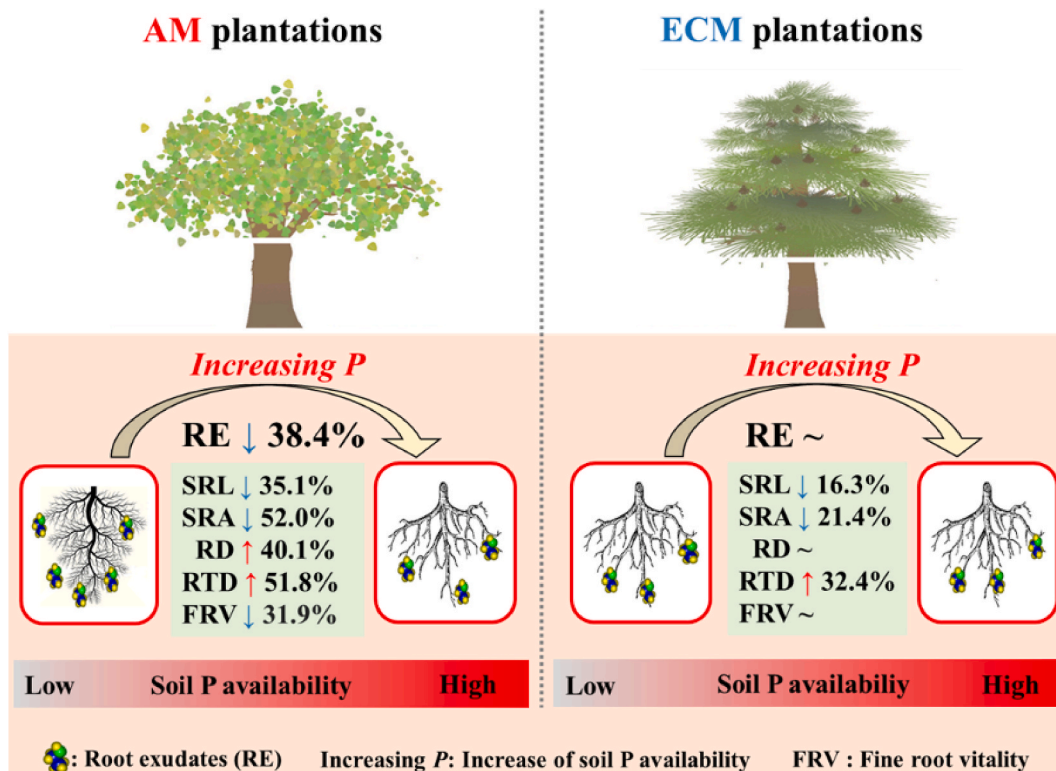 AM plantations
ECM plantations
Increasing P
RE ↓ 38.4%
SRL ↓ 35.1%
SRA ↓ 52.0%
RD ↑ 40.1%
RTD ↑ 51.8%
FRV ↓ 31.9%
Low Soil P availability High
Increasing P
RE ~
SRL ↓ 16.3%
SRA ↓ 21.4%
RD ~
RTD ↑ 32.4%
FRV ~
Low Soil P availabiliy High
: Root exudates (RE) Increasing P: Increase of soil P availability FRV : Fine root vitality